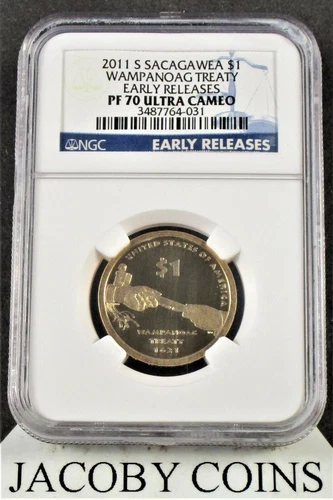 2011 S SACAGAWEA $1
WAMPANOAG TREATY
EARLY RELEASES
PF 70 ULTRA CAMEO
3487764-031
NGC EARLY RELEASES
UNITED STATES OF AMERICA
$1
WAMPANOAG
TREATY
1621
JACOBY COINS